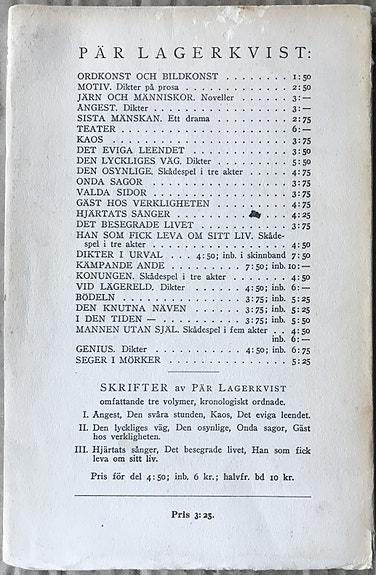 PÄR LAGERKVIST:
ORDKONST OCH BILDKONST . . . . . . . . 1:50
MOTIV. Dikter på prosa . . . . . . . . . . . 2:50
JÄRN OCH MÄNNISKOR. Noveller . . . . . . . 3:—
ÅNGEST. Dikter . . . . . . . . . . . . . . 3:—
SISTA MÄNSKAN. Ett drama . . . . . . . . . 2:75
TEATER . . . . . . . . . . . . . . . . . 6:—
KAOS . . . . . . . . . . . . . . . . . . 3:75
DET EVIGA LEENDET . . . . . . . . . . . . 3:50
DEN LYCKLIGES VÄG. Dikter . . . . . . . . . 5:50
DEN OSYNLIGE. Skådespel i tre akter . . . . . 4:75
ONDA SAGOR . . . . . . . . . . . . . . . 3:75
VALDA SIDOR . . . . . . . . . . . . . . . 3:75
GÄST HOS VERKLIGHETEN . . . . . . . . . 4:75
HJÄRTATS SÅNGER . . . . . . . . . . . . 4:25
DET BESEGRADE LIVET . . . . . . . . . . . 3:75
HAN SOM FICK LEVA OM SITT LIV. Skåde-
spel i tre akter . . . . . . . . . . . . . . 4:50
DIKTER I URVAL . . . 4:50; inb. i skinnband 7:50
KÄMPANDE ANDE . . . . . . . 7:50; inb. 10:—
KONUNGEN. Skådespel i tre akter . . . . . . . 4:50
VID LÄGERELD. Dikter . . . . . 4:50; inb. 6:—
BÖDELN . . . . . . . . . . . . 3:75; inb. 5:25
DEN KNUTNA NÄVEN . . . . . 3:75; inb. 5:25
I DEN TIDEN — . . . . . . . . 3:75; inb. 5:50
MANNEN UTAN SJÄL. Skådespel i fem akter . . 4:50
inb. 6:—
GENIUS. Dikter . . . . . . . . 4:50; inb. 6:75
SEGER I MÖRKER . . . . . . . . . . . . . 5:25
SKRIFTER av PÄR LAGERKVIST
omfattande tre volymer, kronologiskt ordnade.
I. Ångest, Den svåra stunden, Kaos, Det eviga leendet.
II. Den lyckliges väg, Den osynlige, Onda sagor, Gäst
hos verkligheten.
III. Hjärtats sånger, Det besegrade livet, Han som fick
leva om sitt liv.
Pris för del 4:50; inb. 6 kr.; halvfr. bd 10 kr.
Pris 3:25.